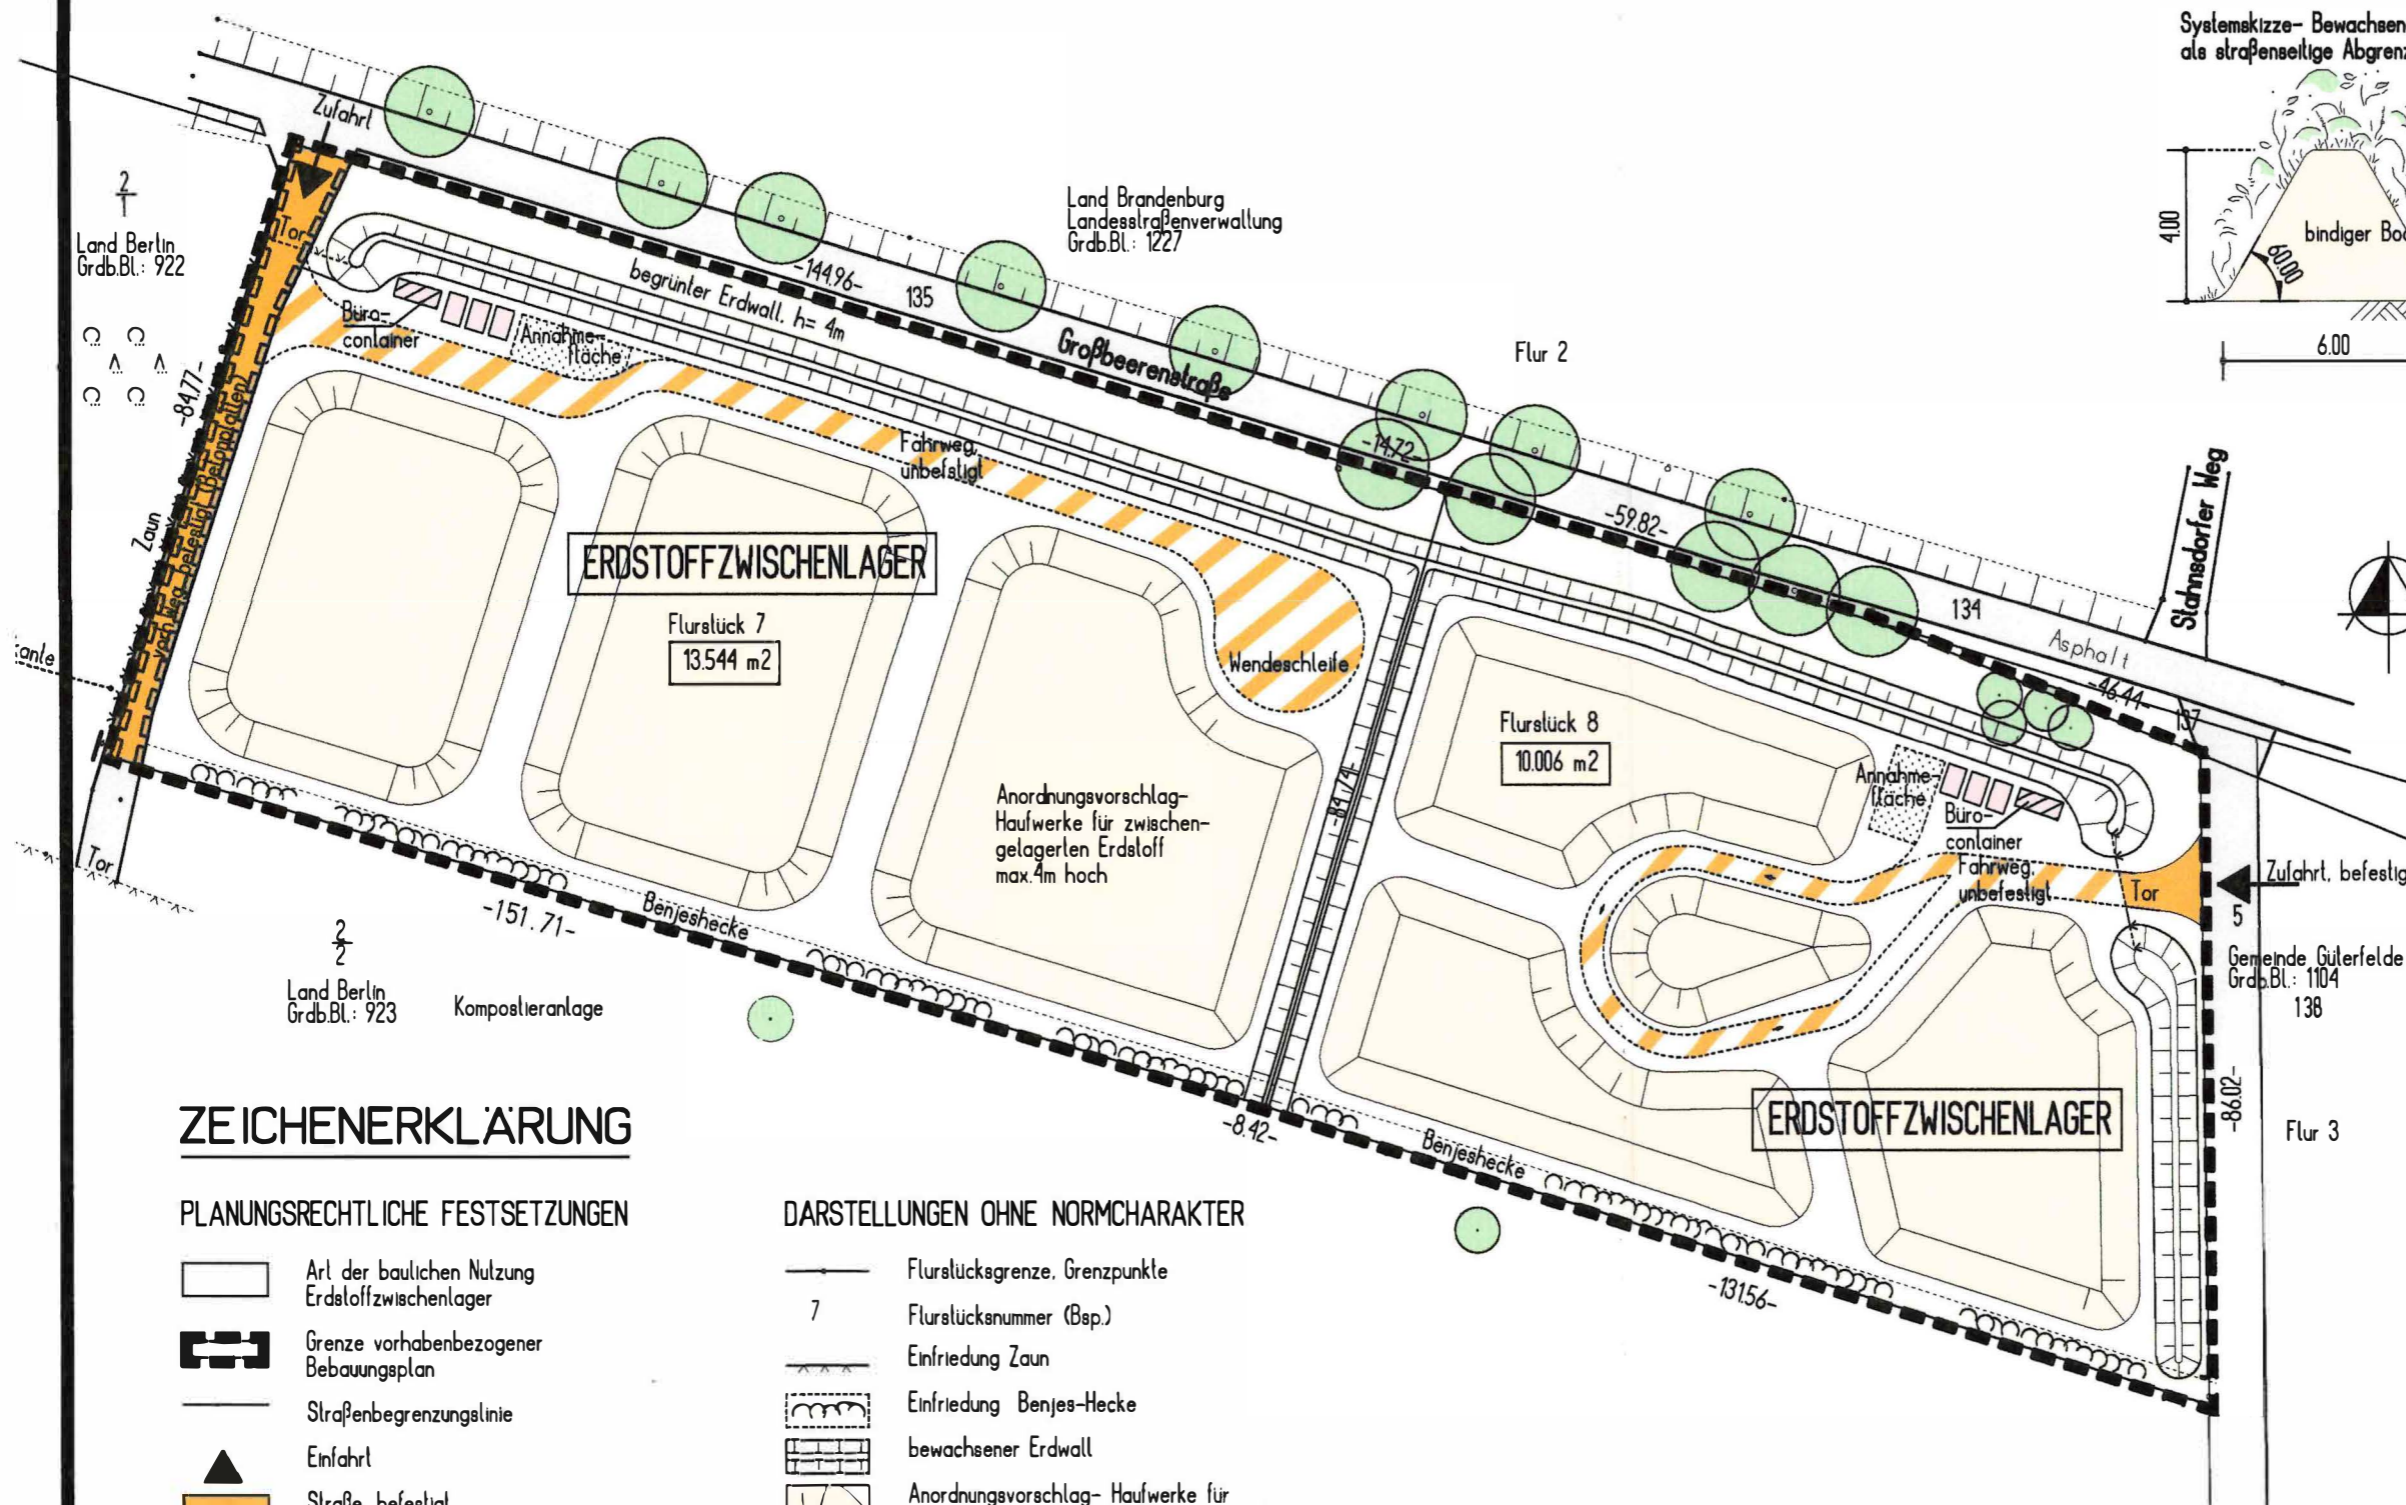 Systemskizze- Bewachsen
als straßenseitige Abgren
4.00
60.00
bindiger Bo
6.00
Zufahrt
2
1
Land Berlin
Grdb.Bl.: 922
Tor
Land Brandenburg
Landesstraßenverwaltung
Grdb.Bl.: 1227
-144.96-
135
begrünter Erdwall, h= 4m
Großbeerenstraße
Flur 2
Büro-
container
Annahme-
fläche
-84.77-
Zaun
vorh. Weg befestigt (Betonplatten)
Fahrweg,
unbefstigt
-14.72-
-59.82-
Stahnsdorfer Weg
134
Asphalt
-46.44-
137
ERDSTOFFZWISCHENLAGER
Flurstück 7
13.544 m2
Wendeschleife
Flurstück 8
10.006 m2
-84.74-
Anordnungsvorschlag-
Haufwerke für zwischen-
gelagerten Erdstoff
max.4m hoch
Annahme-
fläche
Büro-
container
Fahrweg,
unbefestigt
Tor
Zufahrt, befestig
5
Gemeinde Güterfelde
Grdb.Bl.: 1104
138
Tor
-151.71-
Benjeshecke
2
2
Land Berlin
Grdb.Bl.: 923
Kompostieranlage
-8.42-
Benjeshecke
ERDSTOFFZWISCHENLAGER
-86.02-
Flur 3
-131.56-
ZEICHENERKLÄRUNG
PLANUNGSRECHTLICHE FESTSETZUNGEN
Art der baulichen Nutzung
Erdstoffzwischenlager
Grenze vorhabenbezogener
Bebauungsplan
Straßenbegrenzungslinie
Einfahrt
Straße, befestigt
DARSTELLUNGEN OHNE NORMCHARAKTER
Flurstücksgrenze, Grenzpunkte
7
Flurstücksnummer (Bsp.)
Einfriedung Zaun
Einfriedung Benjes-Hecke
bewachsener Erdwall
Anordnungsvorschlag- Haufwerke für